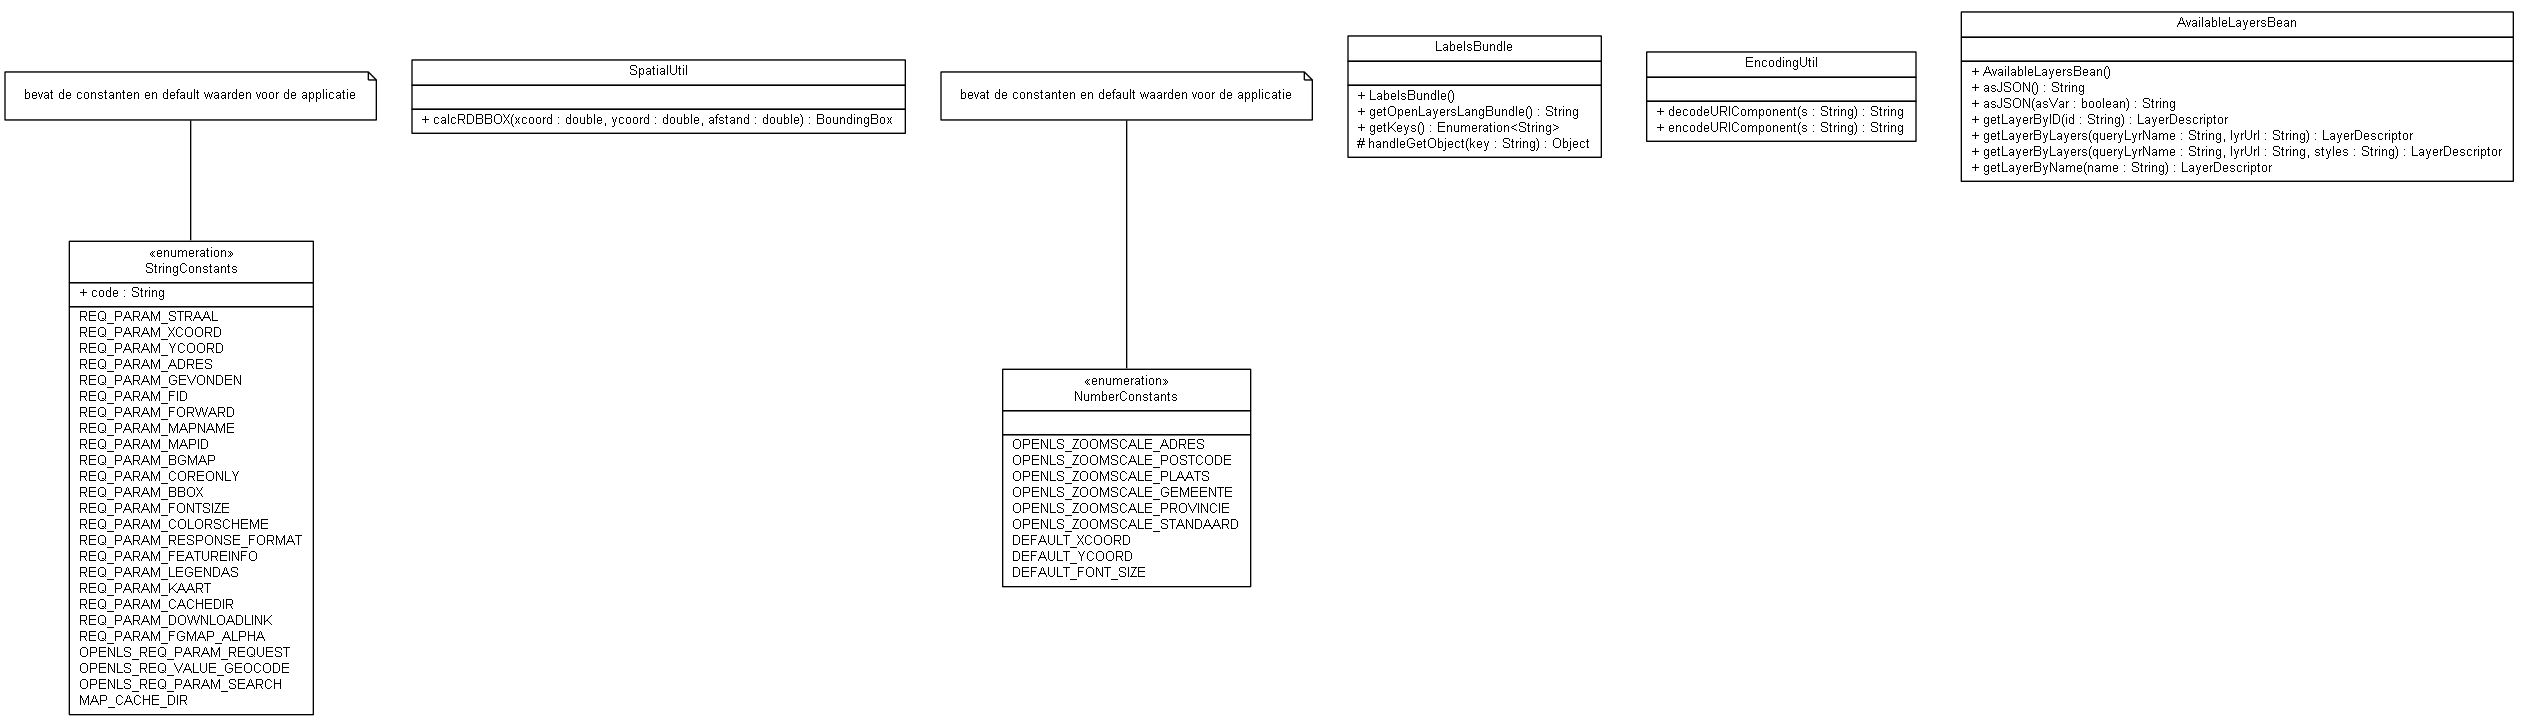 bevat de constanten en default waarden voor de applicatie
«enumeration»
StringConstants
+ code : String
REQ_PARAM_STRAAL
REQ_PARAM_XCOORD
REQ_PARAM_YCOORD
REQ_PARAM_ADRES
REQ_PARAM_GEVONDEN
REQ_PARAM_FID
REQ_PARAM_FORWARD
REQ_PARAM_MAPNAME
REQ_PARAM_MAPID
REQ_PARAM_BGMAP
REQ_PARAM_COREONLY
REQ_PARAM_BBOX
REQ_PARAM_FONTSIZE
REQ_PARAM_COLORSCHEME
REQ_PARAM_RESPONSE_FORMAT
REQ_PARAM_FEATUREINFO
REQ_PARAM_LEGENDAS
REQ_PARAM_KAART
REQ_PARAM_CACHEDIR
REQ_PARAM_DOWNLOADLINK
REQ_PARAM_FGMAP_ALPHA
OPENLS_REQ_PARAM_REQUEST
OPENLS_REQ_VALUE_GEOCODE
OPENLS_REQ_PARAM_SEARCH
MAP_CACHE_DIR
SpatialUtil
+ calcRDBBOX(xcoord : double, ycoord : double, afstand : double) : BoundingBox
bevat de constanten en default waarden voor de applicatie
«enumeration»
NumberConstants
OPENLS_ZOOMSCALE_ADRES
OPENLS_ZOOMSCALE_POSTCODE
OPENLS_ZOOMSCALE_PLAATS
OPENLS_ZOOMSCALE_GEMEENTE
OPENLS_ZOOMSCALE_PROVINCIE
OPENLS_ZOOMSCALE_STANDAARD
DEFAULT_XCOORD
DEFAULT_YCOORD
DEFAULT_FONT_SIZE
LabelsBundle
+ LabelsBundle()
+ getOpenLayersLangBundle() : String
+ getKeys() : Enumeration<String>
# handleGetObject(key : String) : Object
EncodingUtil
+ decodeURIComponent(s : String) : String
+ encodeURIComponent(s : String) : String
AvailableLayersBean
+ AvailableLayersBean()
+ asJSON() : String
+ asJSON(asVar : boolean) : String
+ getLayerByID(id : String) : LayerDescriptor
+ getLayerByLayers(queryLyrName : String, lyrUrl : String) : LayerDescriptor
+ getLayerByLayers(queryLyrName : String, lyrUrl : String, styles : String) : LayerDescriptor
+ getLayerByName(name : String) : LayerDescriptor